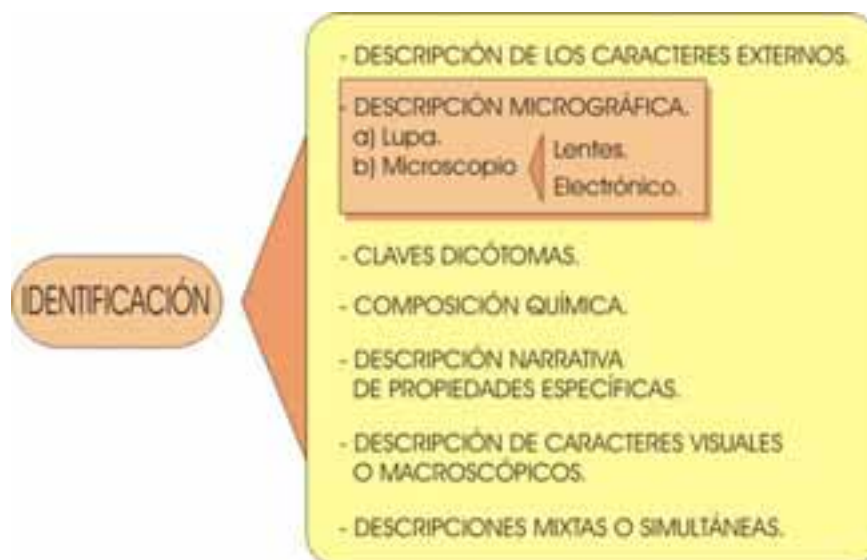 - DESCRIPCIÓN DE LOS CARACTERES EXTERNOS.
- DESCRIPCIÓN MICROGRÁFICA.
a) Lupa.
b) Microscopio
Lentes.
Electrónico.
IDENTIFICACIÓN
- CLAVES DICÓTOMAS.
- COMPOSICIÓN QUÍMICA.
- DESCRIPCIÓN NARRATIVA
DE PROPIEDADES ESPECÍFICAS.
- DESCRIPCIÓN DE CARACTERES VISUALES
O MACROSCÓPICOS.
- DESCRIPCIONES MIXTAS O SIMULTÁNEAS.